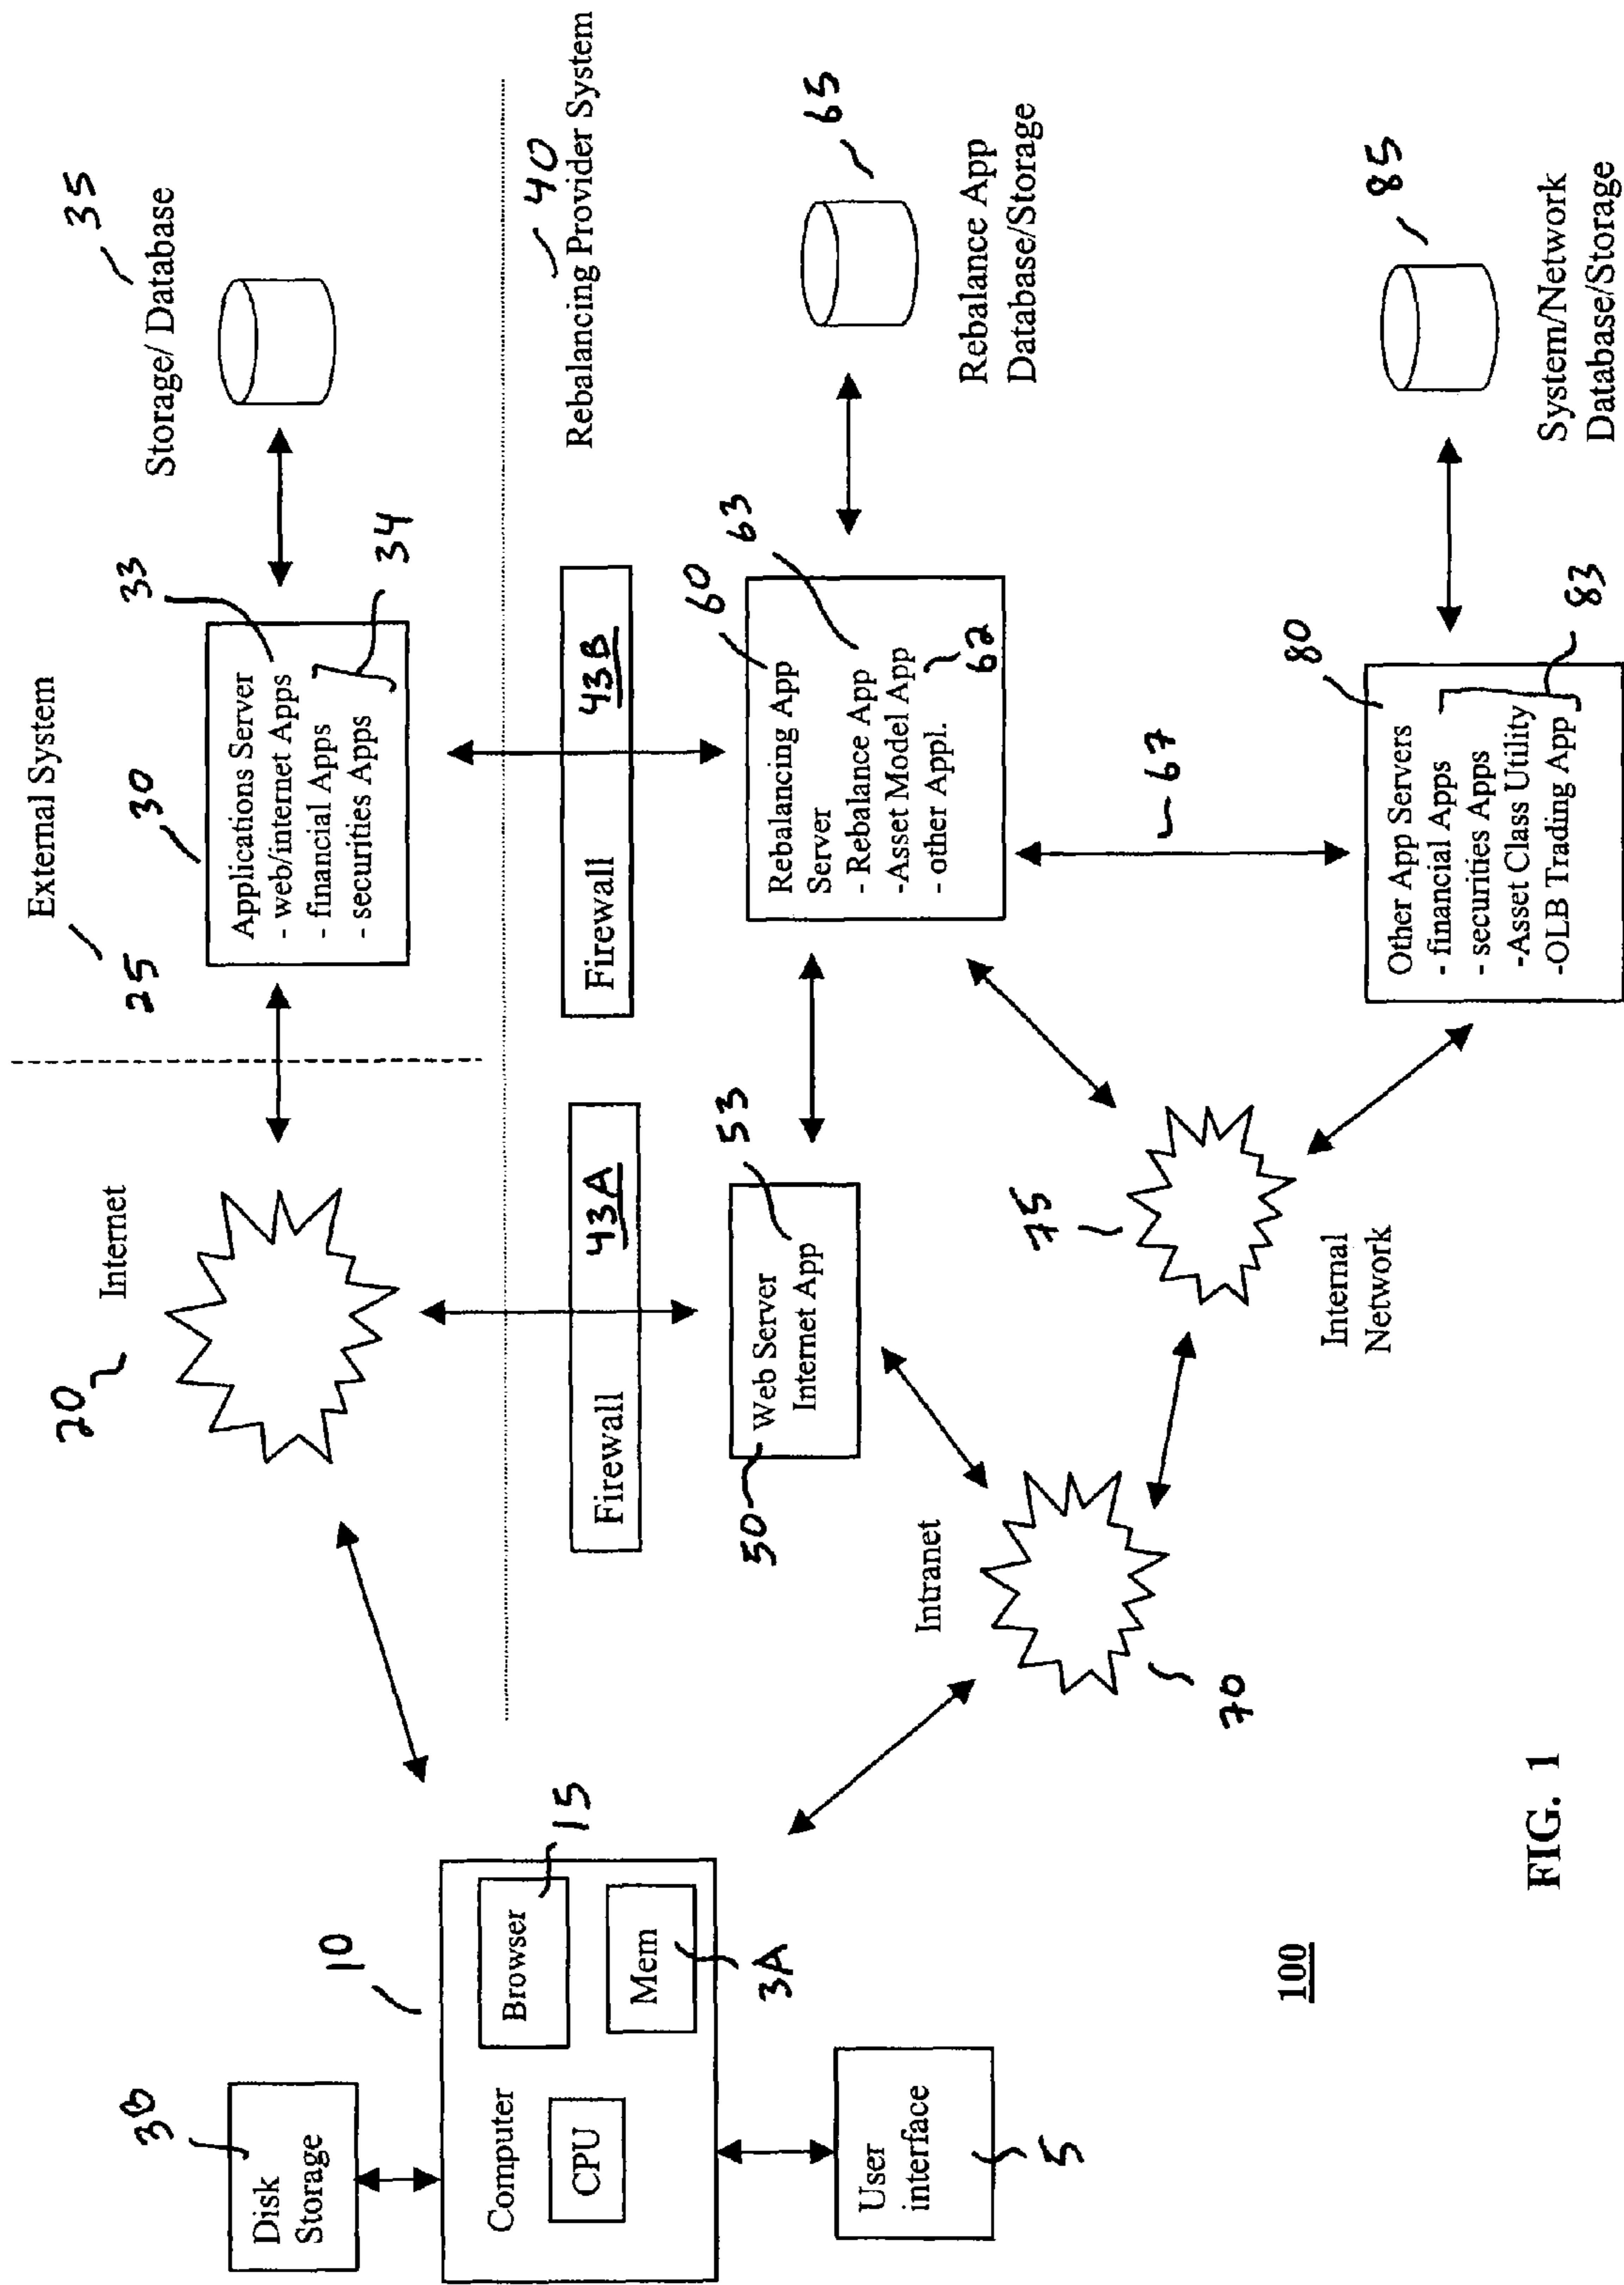 External System
25
30
Applications Server
- web/internet Apps
- financial Apps
- securities Apps
33
34
Storage/ Database
35
Internet
20
Rebalancing Provider System
40
Firewall 43A
Firewall 43B
Disk
Storage
3B
10
Computer
CPU
Browser
15
Mem
3A
User
interface
5
50
Web Server
Internet App
53
Rebalancing App
Server
- Rebalance App
-Asset Model App
- other Appl.
60
63
62
65
Rebalance App
Database/Storage
67
Intranet
70
75
Internal
Network
80
Other App Servers
- financial Apps
- securities Apps
-Asset Class Utility
-OLB Trading App
83
85
System/Network
Database/Storage
100
FIG. 1